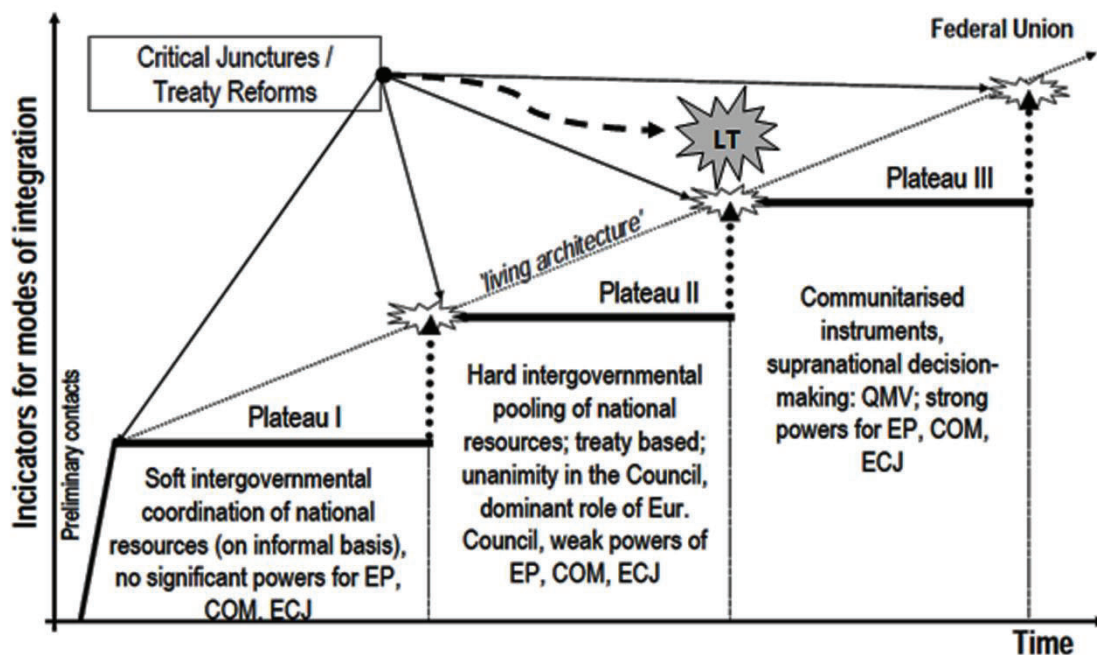 Incicators for modes of integration
Preliminary contacts
Critical Junctures /
Treaty Reforms
Federal Union
LT
'living architecture'
Plateau I
Soft intergovernmental
coordination of national
resources (on informal basis),
no significant powers for EP,
COM, ECJ
Plateau II
Hard intergovernmental
pooling of national
resources; treaty based;
unanimity in the Council,
dominant role of Eur.
Council, weak powers of
EP, COM, ECJ
Plateau III
Communitarised
instruments,
supranational decision-
making: QMV; strong
powers for EP, COM,
ECJ
Time